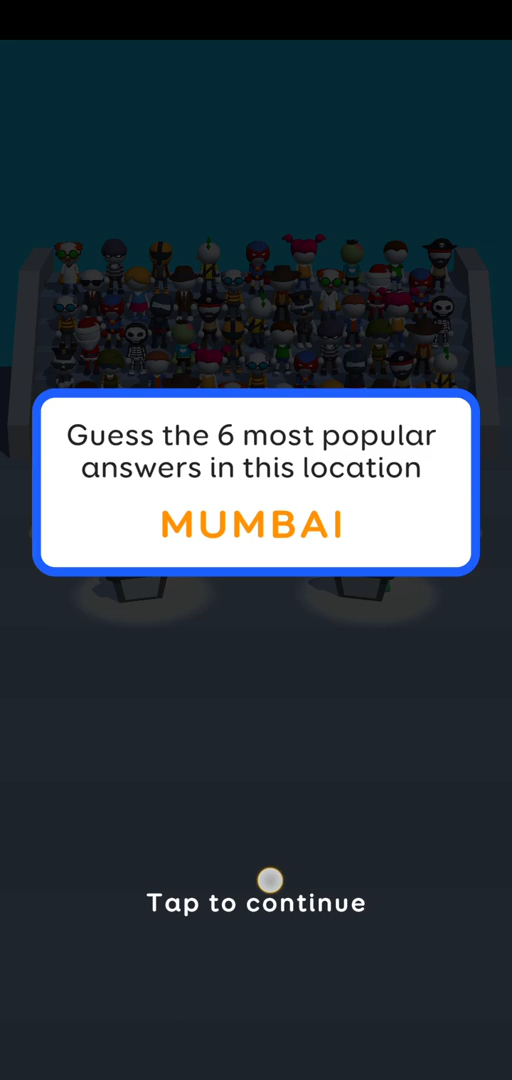 Guess the 6 most popular
answers in this location
MUMBAI
Tap to continue